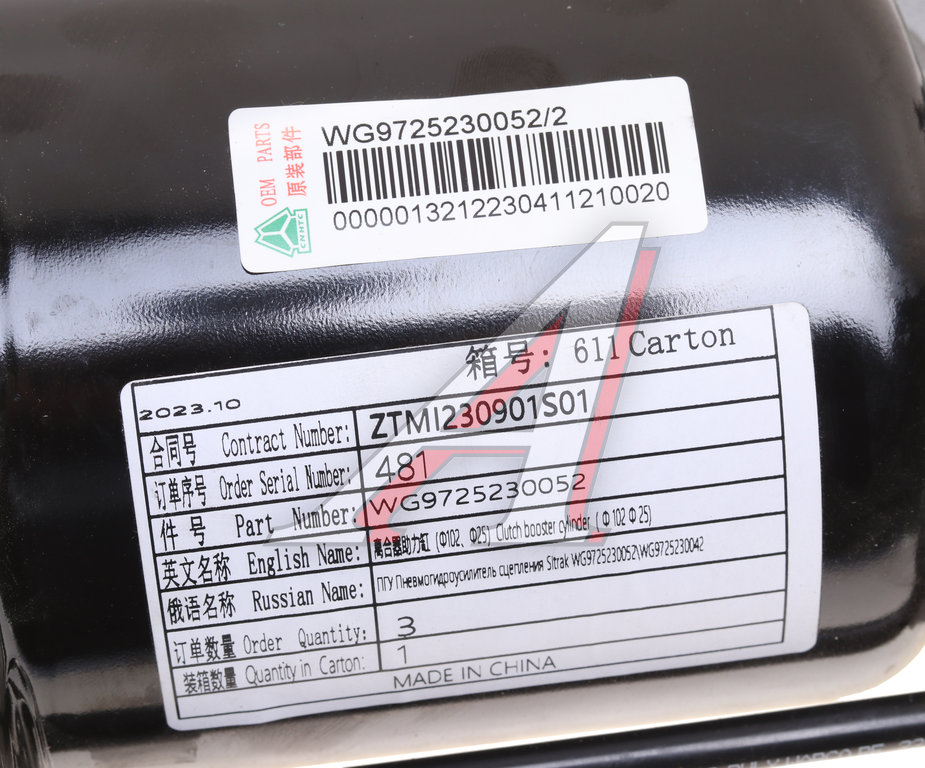 WG9725230052/2
OEM PARTS
原装部件
CNHTC
0000013212230411210020
箱号: 611 Carton
2023.10
合同号 Contract Number: ZTMI230901S01
订单序号 Order Serial Number: 481
件 号 Part Number: WG9725230052
英文名称 English Name: 离合器助力缸 (Φ102、Φ25) Clutch booster cylinder (Φ102 Φ25)
俄语名称 Russian Name: ПГУ Пневмогидроусилитель сцепления Sitrak WG9725230052\WG9725230042
订单数量 Order Quantity: 3
装箱数量 Quantity in Carton: 1
MADE IN CHINA